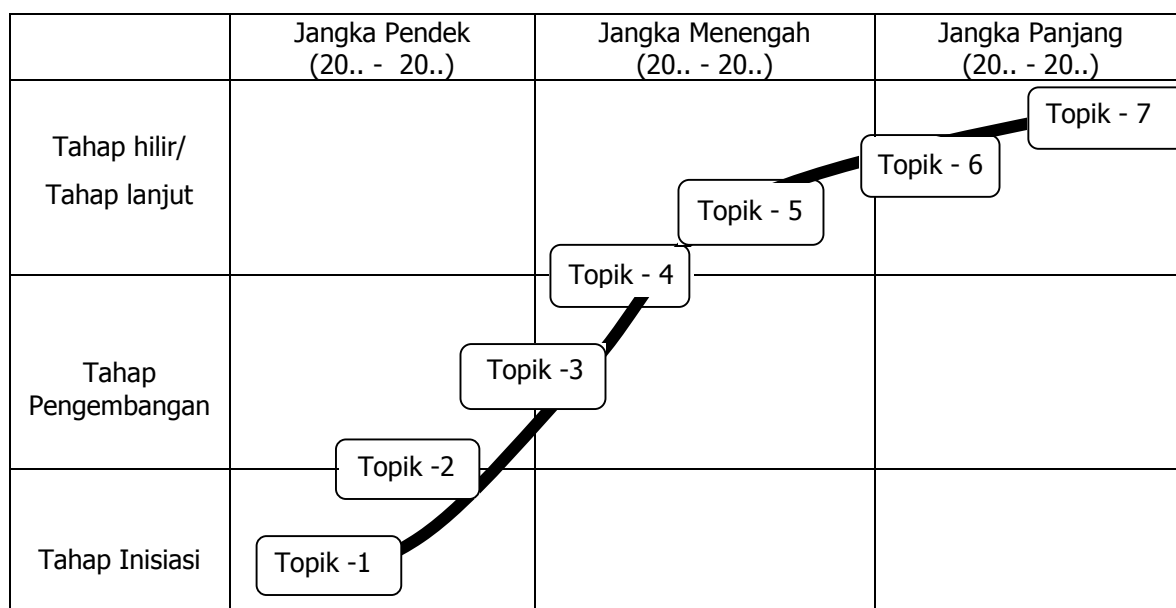 Jangka Pendek
(20.. -  20..)
Jangka Menengah
(20.. - 20..)
Jangka Panjang
(20.. - 20..)
Tahap hilir/
Tahap lanjut
Topik - 7
Topik - 6
Topik - 5
Topik - 4
Tahap
Pengembangan
Topik -3
Topik -2
Tahap Inisiasi
Topik -1